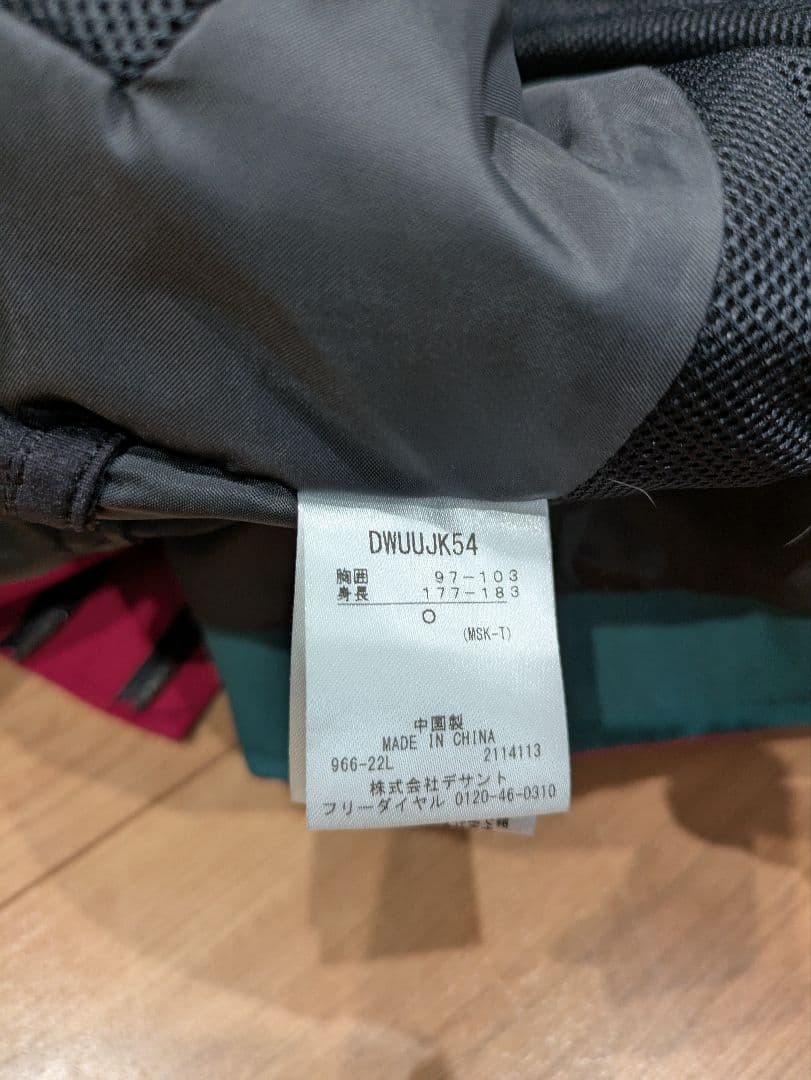 DWUUJK54
胸囲 97-103
身長 177-183
O
(MSK-T)
中国製
MADE IN CHINA
966-22L 2114113
株式会社デサント
フリーダイヤル 0120-46-0310